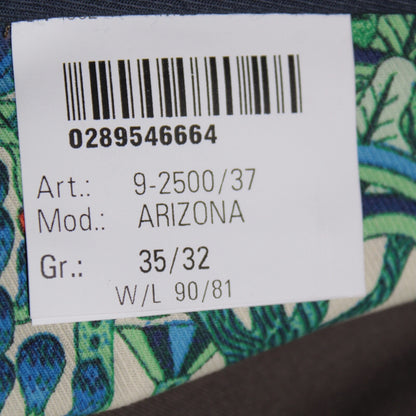 0289546664
Art.: 9-2500/37
Mod.: ARIZONA
Gr.: 35/32
W/L 90/81